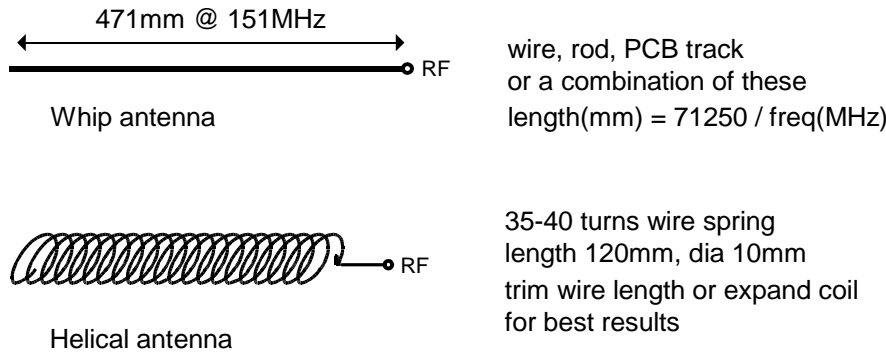 471mm @ 151MHz
RF
Whip antenna
wire, rod, PCB track
or a combination of these
length(mm) = 71250 / freq(MHz)
RF
Helical antenna
35-40 turns wire spring
length 120mm, dia 10mm
trim wire length or expand coil
for best results